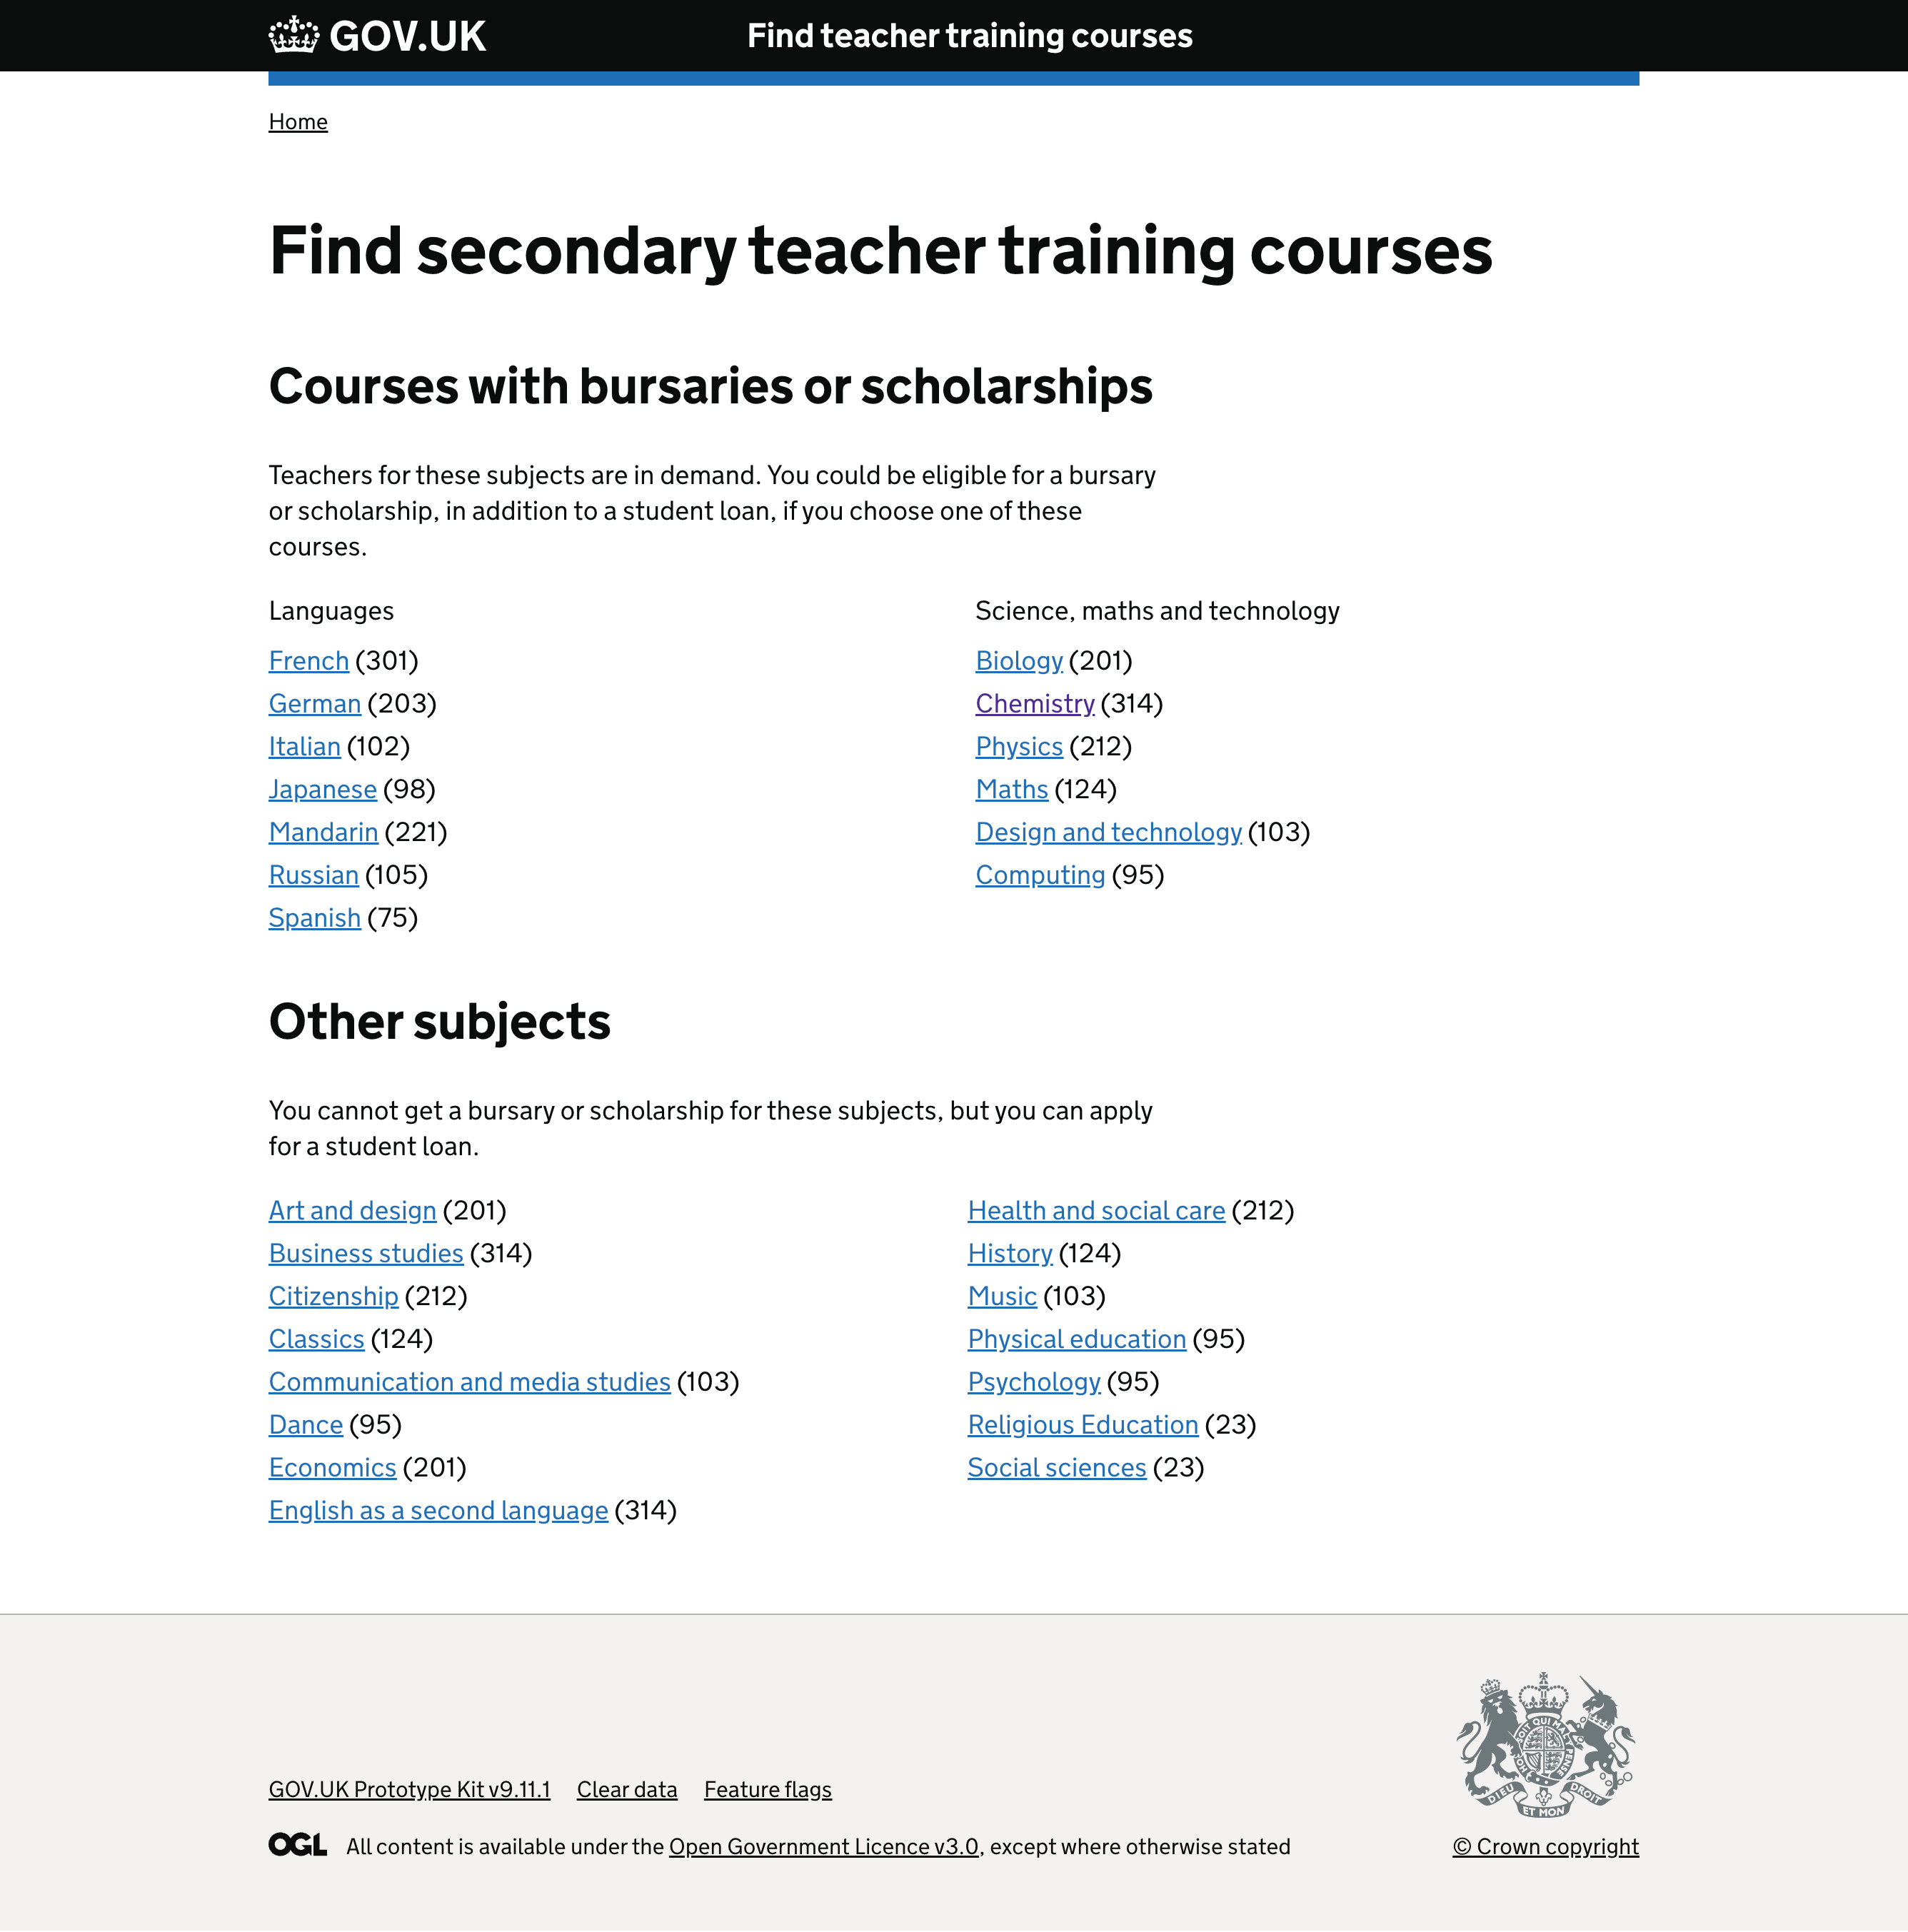 GOV.UK
Find teacher training courses
Home
Find secondary teacher training courses
Courses with bursaries or scholarships
Teachers for these subjects are in demand. You could be eligible for a bursary
or scholarship, in addition to a student loan, if you choose one of these
courses.
Languages
French (301)
German (203)
Italian (102)
Japanese (98)
Mandarin (221)
Russian (105)
Spanish (75)
Science, maths and technology
Biology (201)
Chemistry (314)
Physics (212)
Maths (124)
Design and technology (103)
Computing (95)
Other subjects
You cannot get a bursary or scholarship for these subjects, but you can apply
for a student loan.
Art and design (201)
Business studies (314)
Citizenship (212)
Classics (124)
Communication and media studies (103)
Dance (95)
Economics (201)
English as a second language (314)
Health and social care (212)
History (124)
Music (103)
Physical education (95)
Psychology (95)
Religious Education (23)
Social sciences (23)
GOV.UK Prototype Kit v9.11.1 Clear data Feature flags
OGL All content is available under the Open Government Licence v3.0, except where otherwise stated
DIEU ET MON DROIT
© Crown copyright